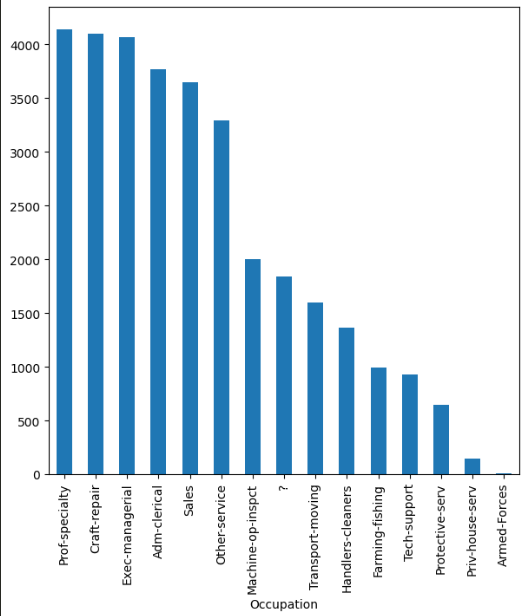 4000
3500
3000
2500
2000
1500
1000
500
0
Prof-specialty
Craft-repair
Exec-managerial
Adm-clerical
Sales
Other-service
Machine-op-inspct
?
Transport-moving
Handlers-cleaners
Farming-fishing
Tech-support
Protective-serv
Priv-house-serv
Armed-Forces
Occupation